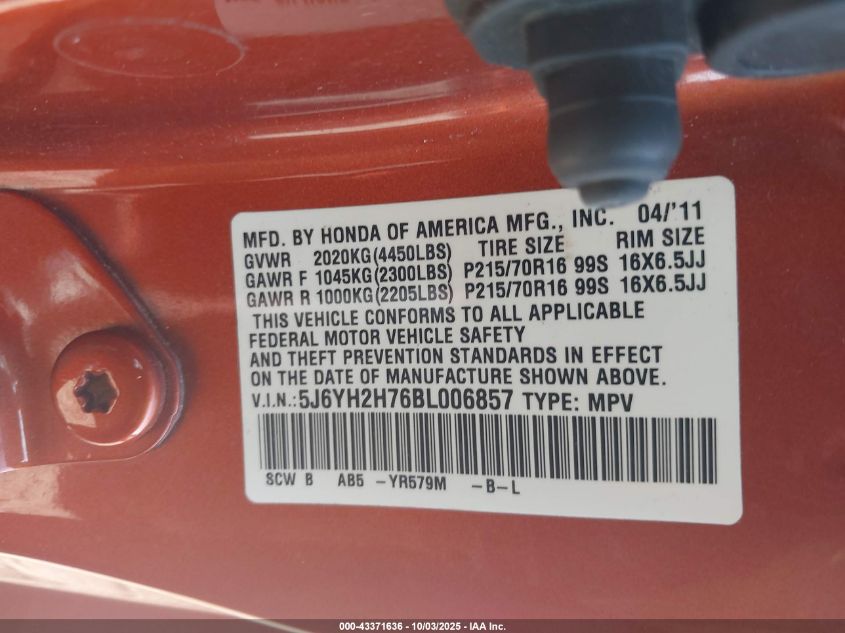 MFD. BY HONDA OF AMERICA MFG., INC. 04/'11
GVWR 2020KG(4450LBS) TIRE SIZE RIM SIZE
GAWR F 1045KG(2300LBS) P215/70R16 99S 16X6.5JJ
GAWR R 1000KG(2205LBS) P215/70R16 99S 16X6.5JJ
THIS VEHICLE CONFORMS TO ALL APPLICABLE
FEDERAL MOTOR VEHICLE SAFETY
AND THEFT PREVENTION STANDARDS IN EFFECT
ON THE DATE OF MANUFACTURE SHOWN ABOVE.
V.I.N.:5J6YH2H76BL006857 TYPE: MPV
SCW B AB5 -YR579M -B-L
000-43371636 - 10/03/2025 - IAA Inc.